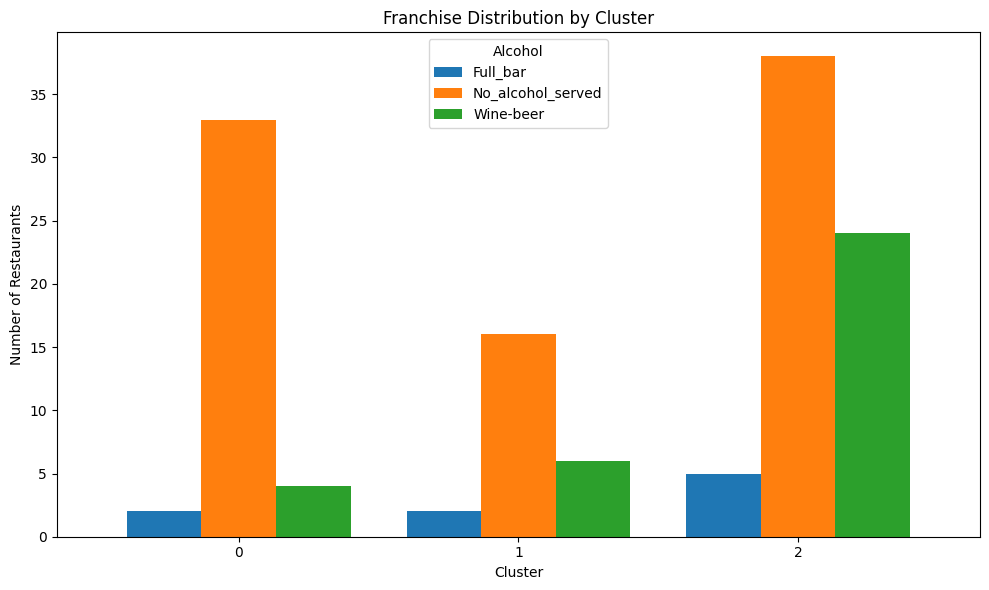 Franchise Distribution by Cluster
Alcohol
Full_bar
No_alcohol_served
Wine-beer
Number of Restaurants
35
30
25
20
15
10
5
0
0 1 2
Cluster